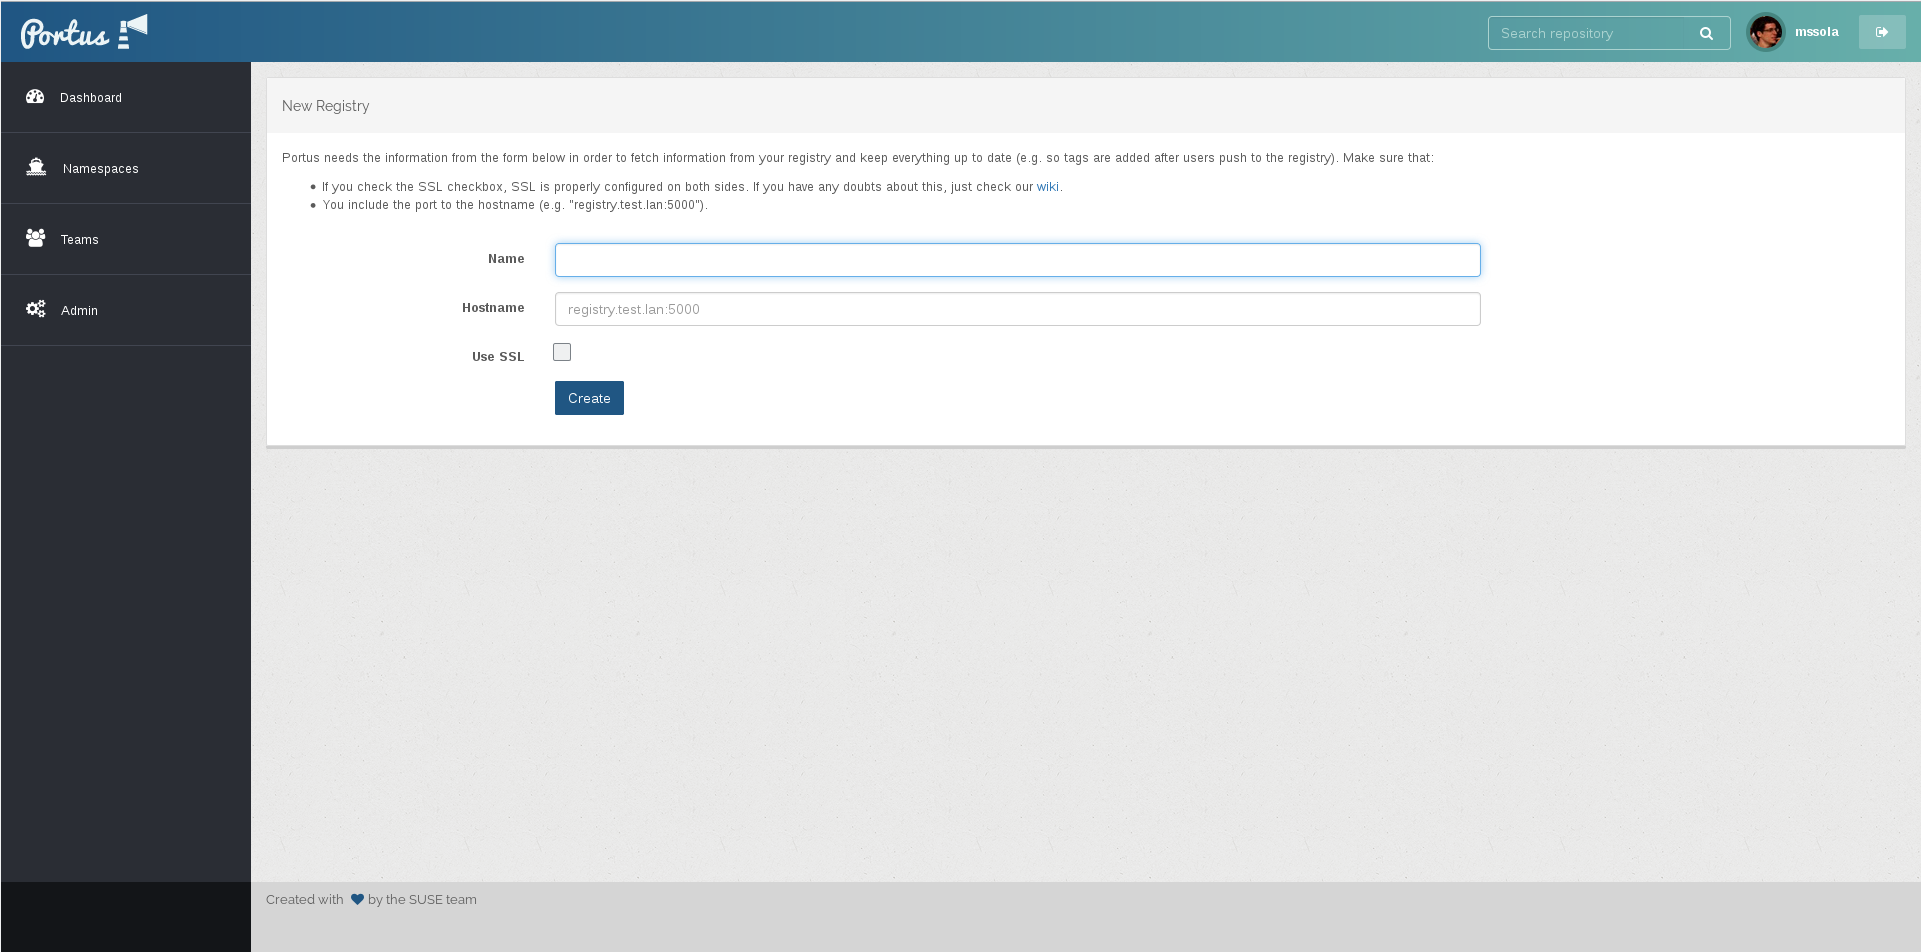 Portus
Search repository
mssola
Dashboard
Namespaces
Teams
Admin
New Registry
Portus needs the information from the form below in order to fetch information from your registry and keep everything up to date (e.g. so tags are added after users push to the registry). Make sure that:
• If you check the SSL checkbox, SSL is properly configured on both sides. If you have any doubts about this, just check our wiki.
• You include the port to the hostname (e.g. "registry.test.lan:5000").
Name
Hostname registry.test.lan:5000
Use SSL
Create
Created with ♥ by the SUSE team